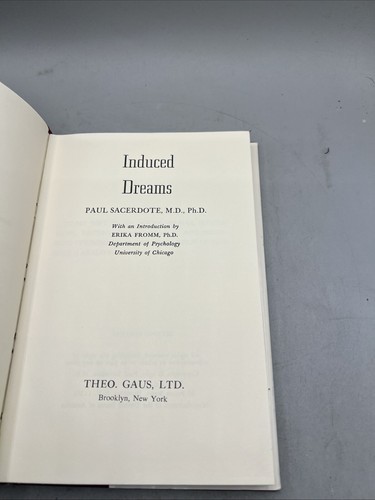 Induced
Dreams
PAUL SACERDOTE, M.D., Ph.D.
With an Introduction by
ERIKA FROMM, Ph.D.
Department of Psychology
University of Chicago
THEO. GAUS, LTD.
Brooklyn, New York